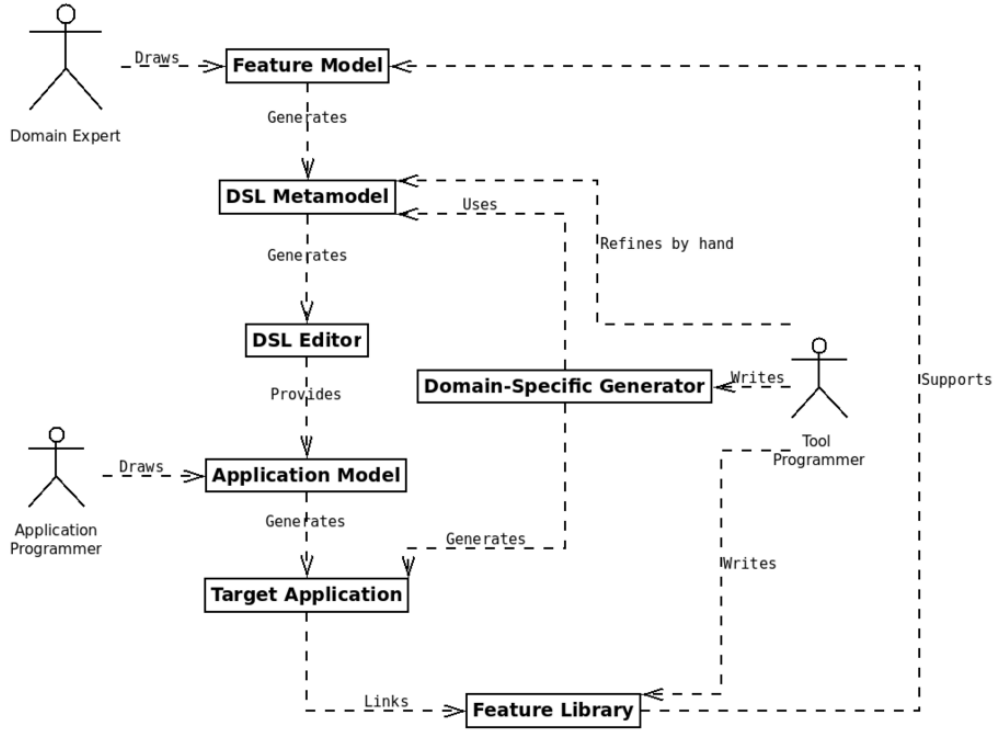 Draws
Feature Model
Domain Expert
Generates
DSL Metamodel
Uses
Refines by hand
Generates
DSL Editor
Domain-Specific Generator
Writes
Supports
Provides
Tool
Programmer
Draws
Application Model
Application
Programmer
Generates
Generates
Writes
Target Application
Links
Feature Library